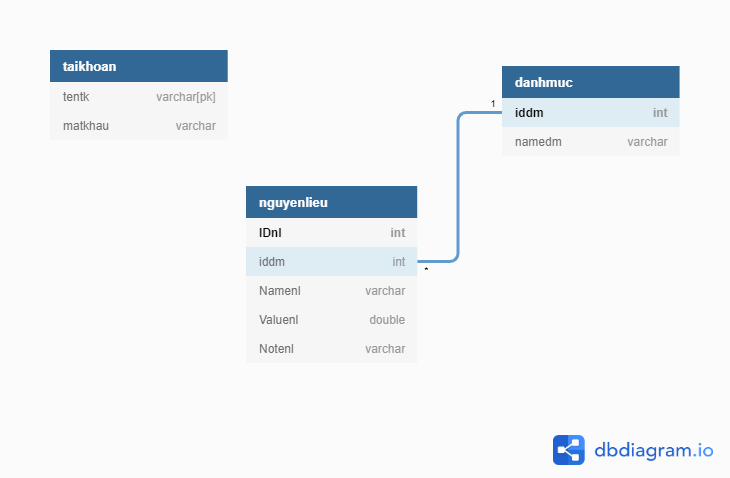 taikhoan
tentk varchar[pk]
matkhau varchar
danhmuc
1
iddm int
namedm varchar
nguyenlieu
IDnl int
iddm int
*
Namenl varchar
Valuenl double
Notenl varchar
dbdiagram.io